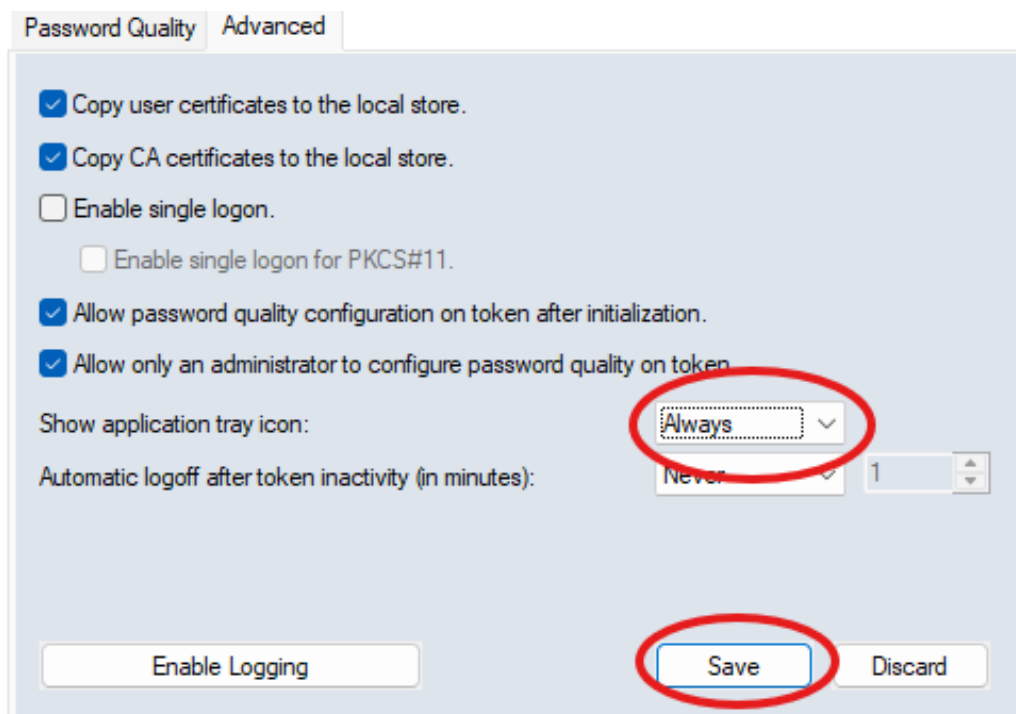 Password Quality Advanced
Copy user certificates to the local store.
Copy CA certificates to the local store.
Enable single logon.
Enable single logon for PKCS#11.
Allow password quality configuration on token after initialization.
Allow only an administrator to configure password quality on token.
Show application tray icon: Always
Automatic logoff after token inactivity (in minutes): Never 1
Enable Logging Save Discard